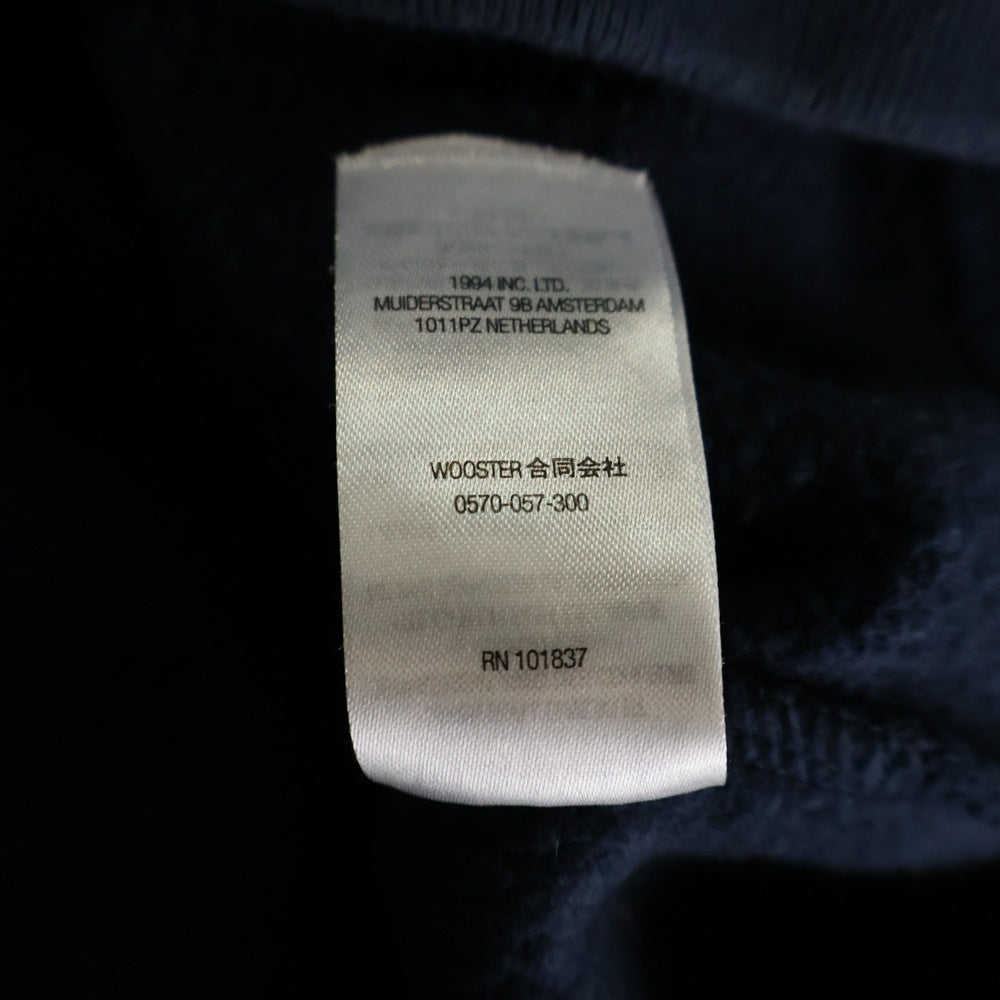 1994 INC. LTD.
MUIDERSTRAAT 9B AMSTERDAM
1011PZ NETHERLANDS
WOOSTER 合同会社
0570-057-300
RN 101837